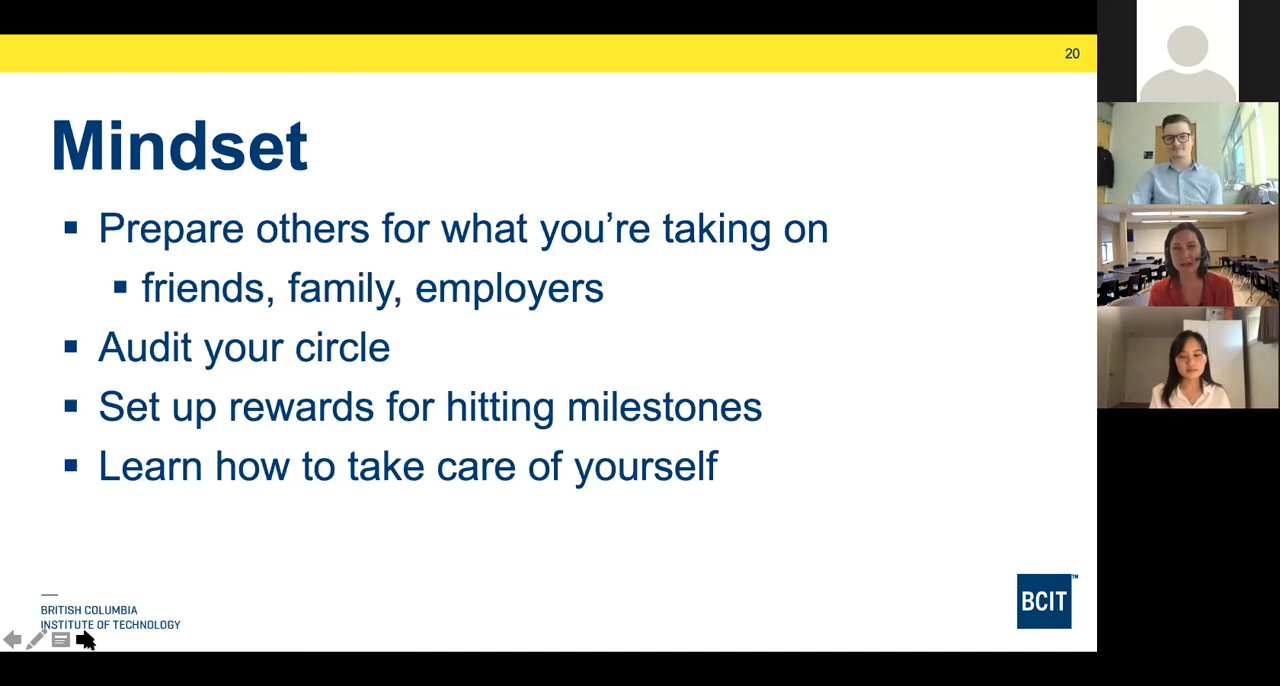 20
Mindset
▪ Prepare others for what you’re taking on
▪ friends, family, employers
▪ Audit your circle
▪ Set up rewards for hitting milestones
▪ Learn how to take care of yourself
BRITISH COLUMBIA
INSTITUTE OF TECHNOLOGY
BCIT™